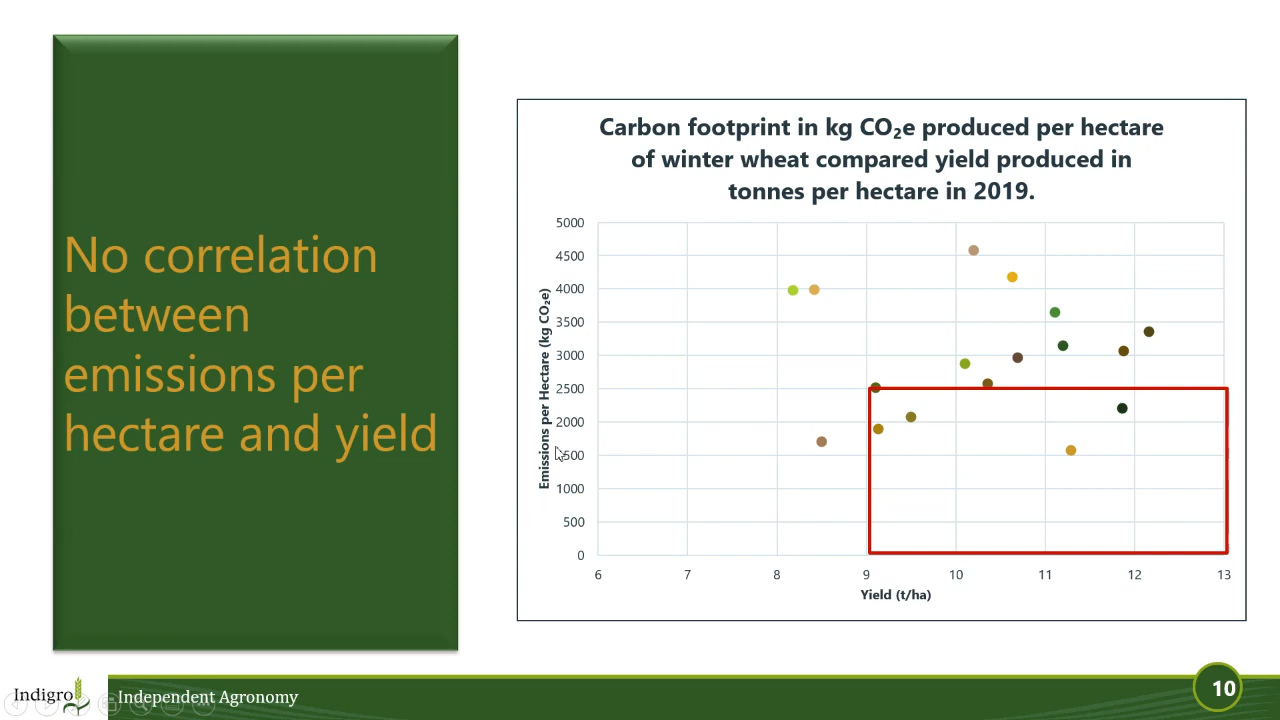 No correlation
between
emissions per
hectare and yield
Carbon footprint in kg CO₂e produced per hectare
of winter wheat compared yield produced in
tonnes per hectare in 2019.
Emissions per Hectare (kg CO₂e)
5000
4500
4000
3500
3000
2500
2000
1500
1000
500
0
6 7 8 9 10 11 12 13
Yield (t/ha)
Indigro
Independent Agronomy
10